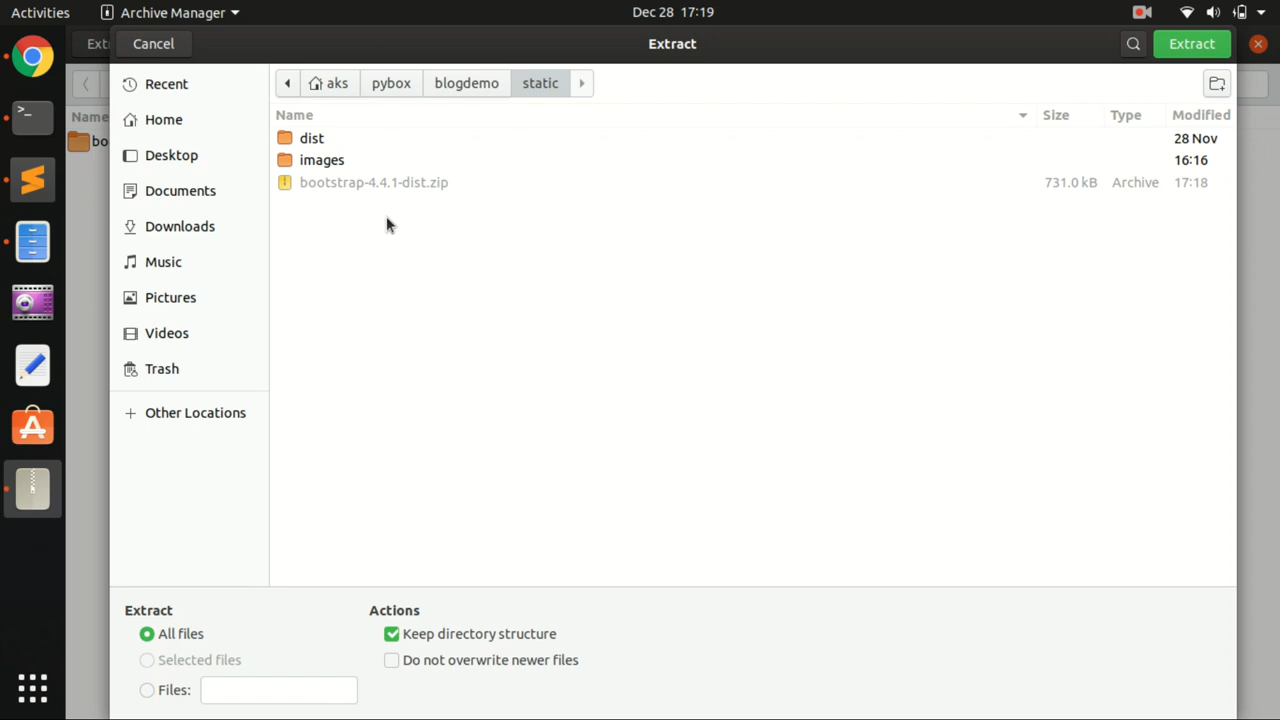 Activities Archive Manager Dec 28 17:19
Ext Cancel Extract Extract
Recent aks pybox blogdemo static
Name Name Size Type Modified
Home
bo dist 28 Nov
Desktop images 16:16
bootstrap-4.4.1-dist.zip 731.0 kB Archive 17:18
Documents
Downloads
Music
Pictures
Videos
Trash
Other Locations
Extract Actions
All files Keep directory structure
Selected files Do not overwrite newer files
Files: